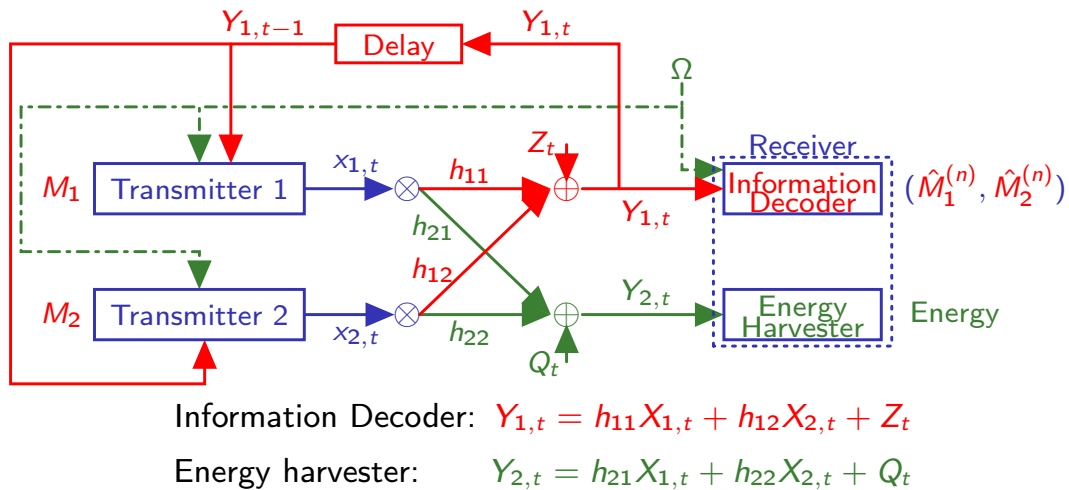 Y₁,ₜ₋₁
Delay
Y₁,ₜ
Ω
Receiver
M₁
Transmitter 1
x₁,ₜ
h₁₁
Zₜ
Y₁,ₜ
Information
Decoder
(M̂₁⁽ⁿ⁾, M̂₂⁽ⁿ⁾)
h₂₁
h₁₂
M₂
Transmitter 2
x₂,ₜ
h₂₂
Qₜ
Y₂,ₜ
Energy
Harvester
Energy
Information Decoder: Y₁,ₜ = h₁₁X₁,ₜ + h₁₂X₂,ₜ + Zₜ
Energy harvester: Y₂,ₜ = h₂₁X₁,ₜ + h₂₂X₂,ₜ + Qₜ